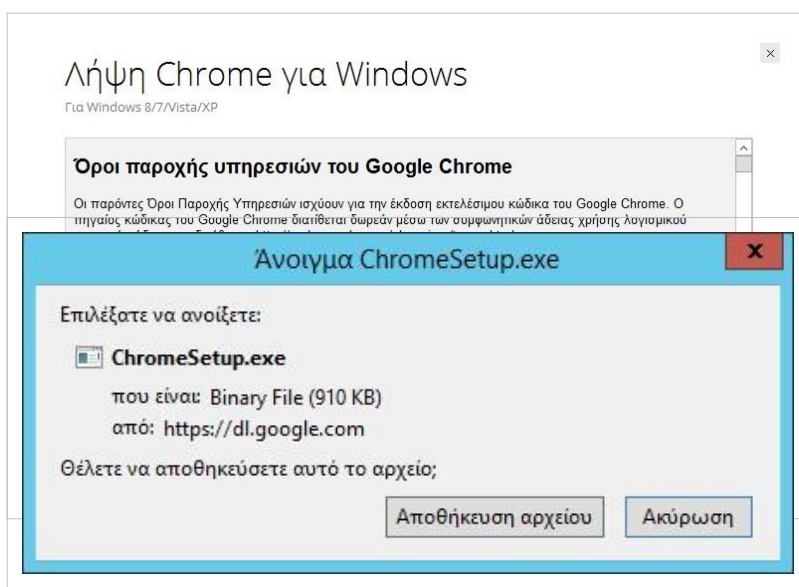 Λήψη Chrome για Windows
Για Windows 8/7/Vista/XP
Όροι παροχής υπηρεσιών του Google Chrome
Οι παρόντες Όροι Παροχής Υπηρεσιών ισχύουν για την έκδοση εκτελέσιμου κώδικα του Google Chrome. Ο
πηγαίος κώδικας του Google Chrome διατίθεται δωρεάν μέσω των συμφωνητικών άδειας χρήσης λογισμικού
Άνοιγμα ChromeSetup.exe
x
Επιλέξατε να ανοίξετε:
ChromeSetup.exe
που είναι: Binary File (910 KB)
από: https://dl.google.com
Θέλετε να αποθηκεύσετε αυτό το αρχείο;
Αποθήκευση αρχείου Ακύρωση